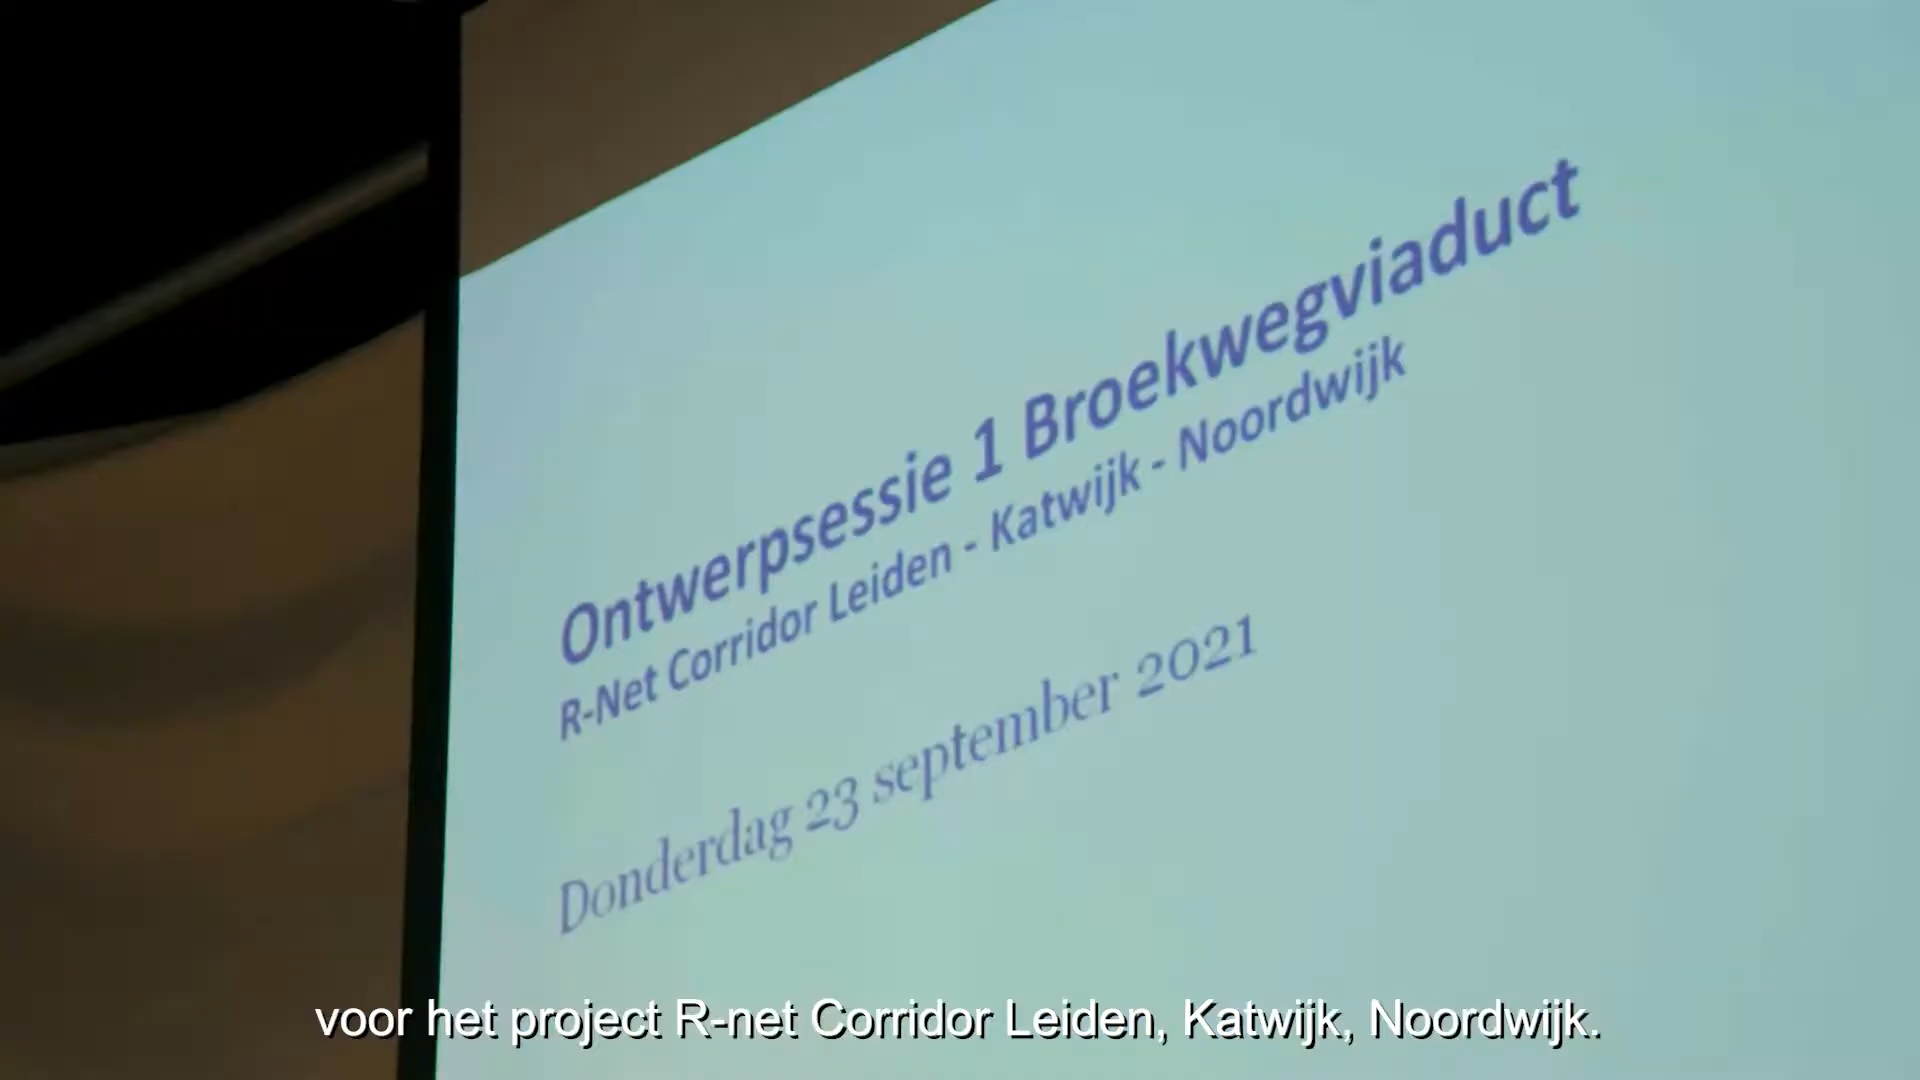 Ontwerpsessie 1 Broekwegviaduct
R-Net Corridor Leiden - Katwijk - Noordwijk
Donderdag 23 september 2021
voor het project R-net Corridor Leiden, Katwijk, Noordwijk.